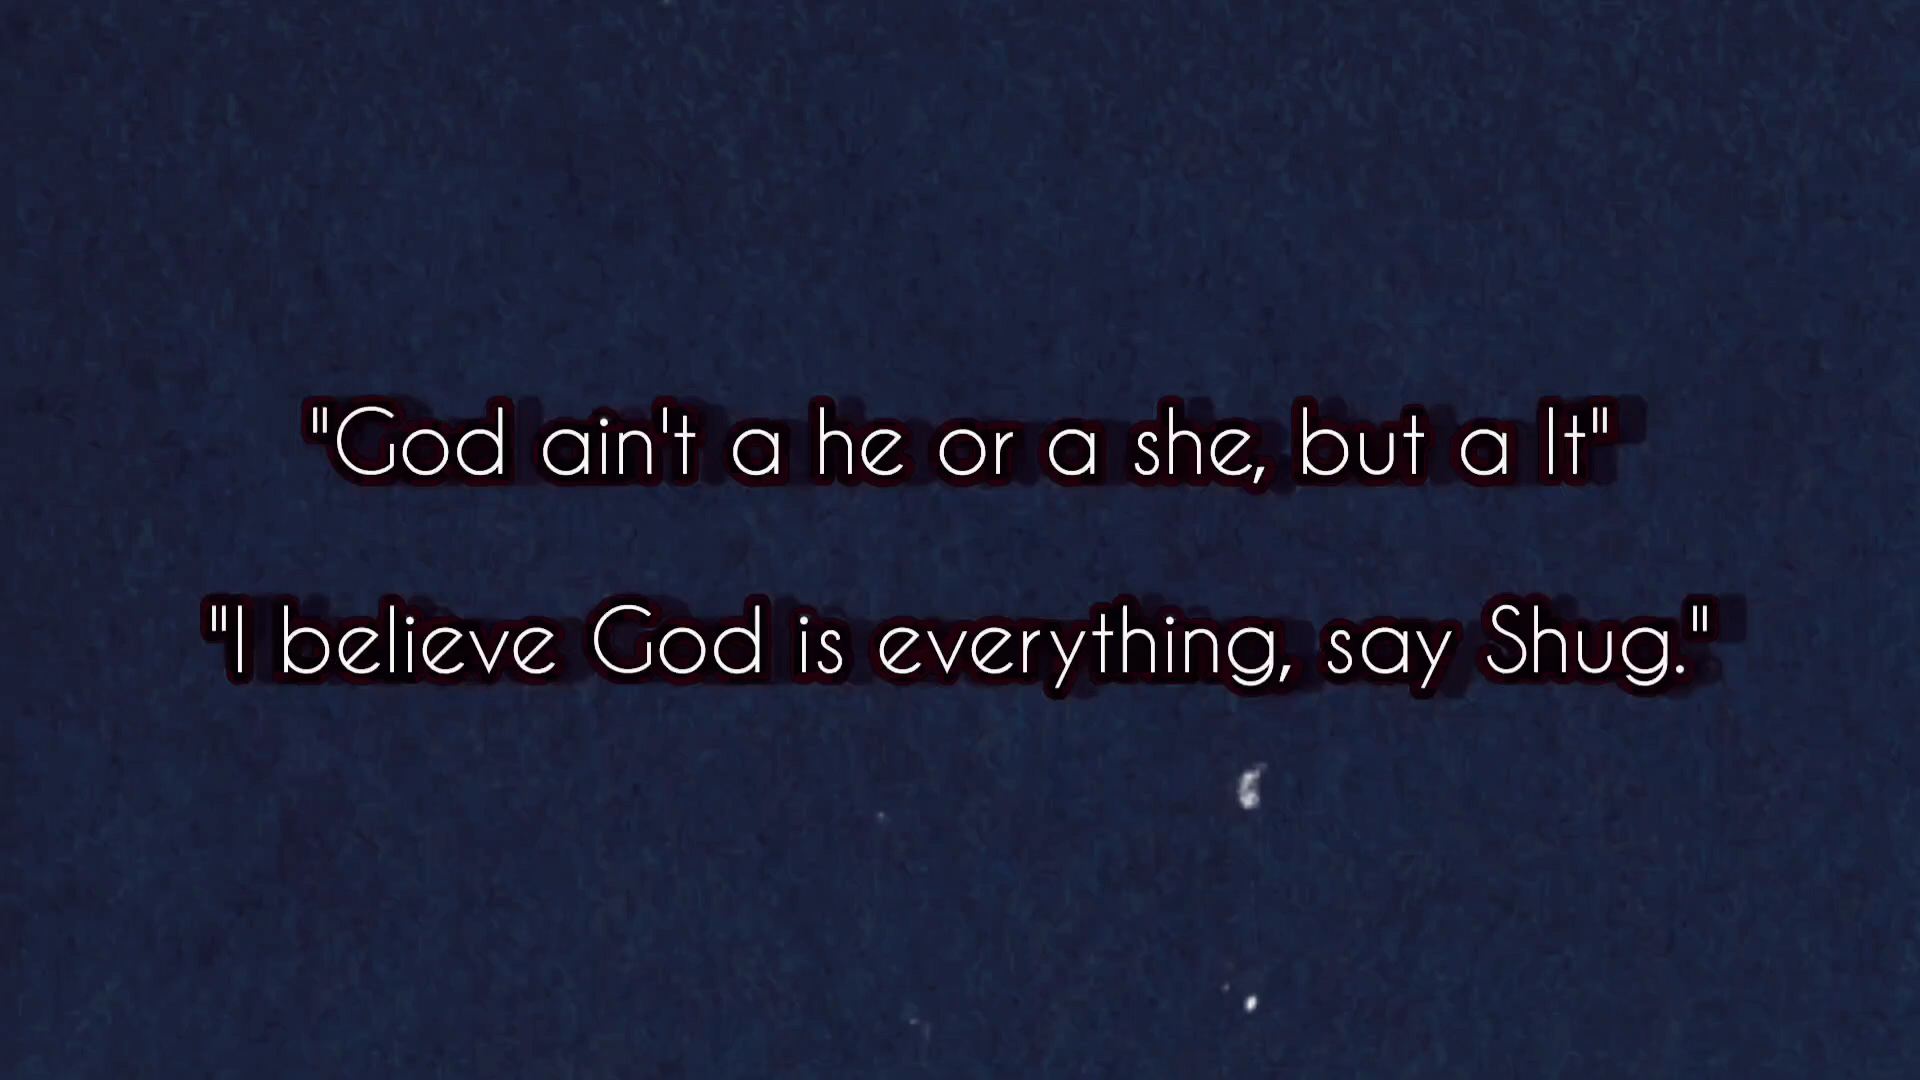 "God ain't a he or a she, but a It"
"I believe God is everything, say Shug."